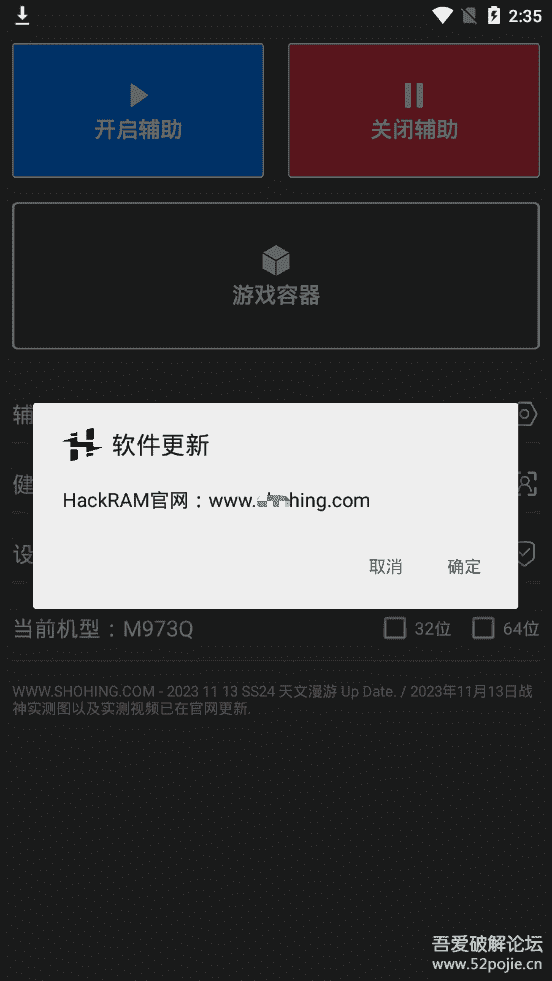 2:35
开启辅助
关闭辅助
游戏容器
辅
软件更新
健
HackRAM官网：www.hing.com
设
取消 确定
当前机型：M973Q 32位 64位
WWW.SHOHING.COM - 2023 11 13 SS24 天文漫游 Up Date. / 2023年11月13日战
神实测图以及实测视频已在官网更新.
吾爱破解论坛
www.52pojie.cn